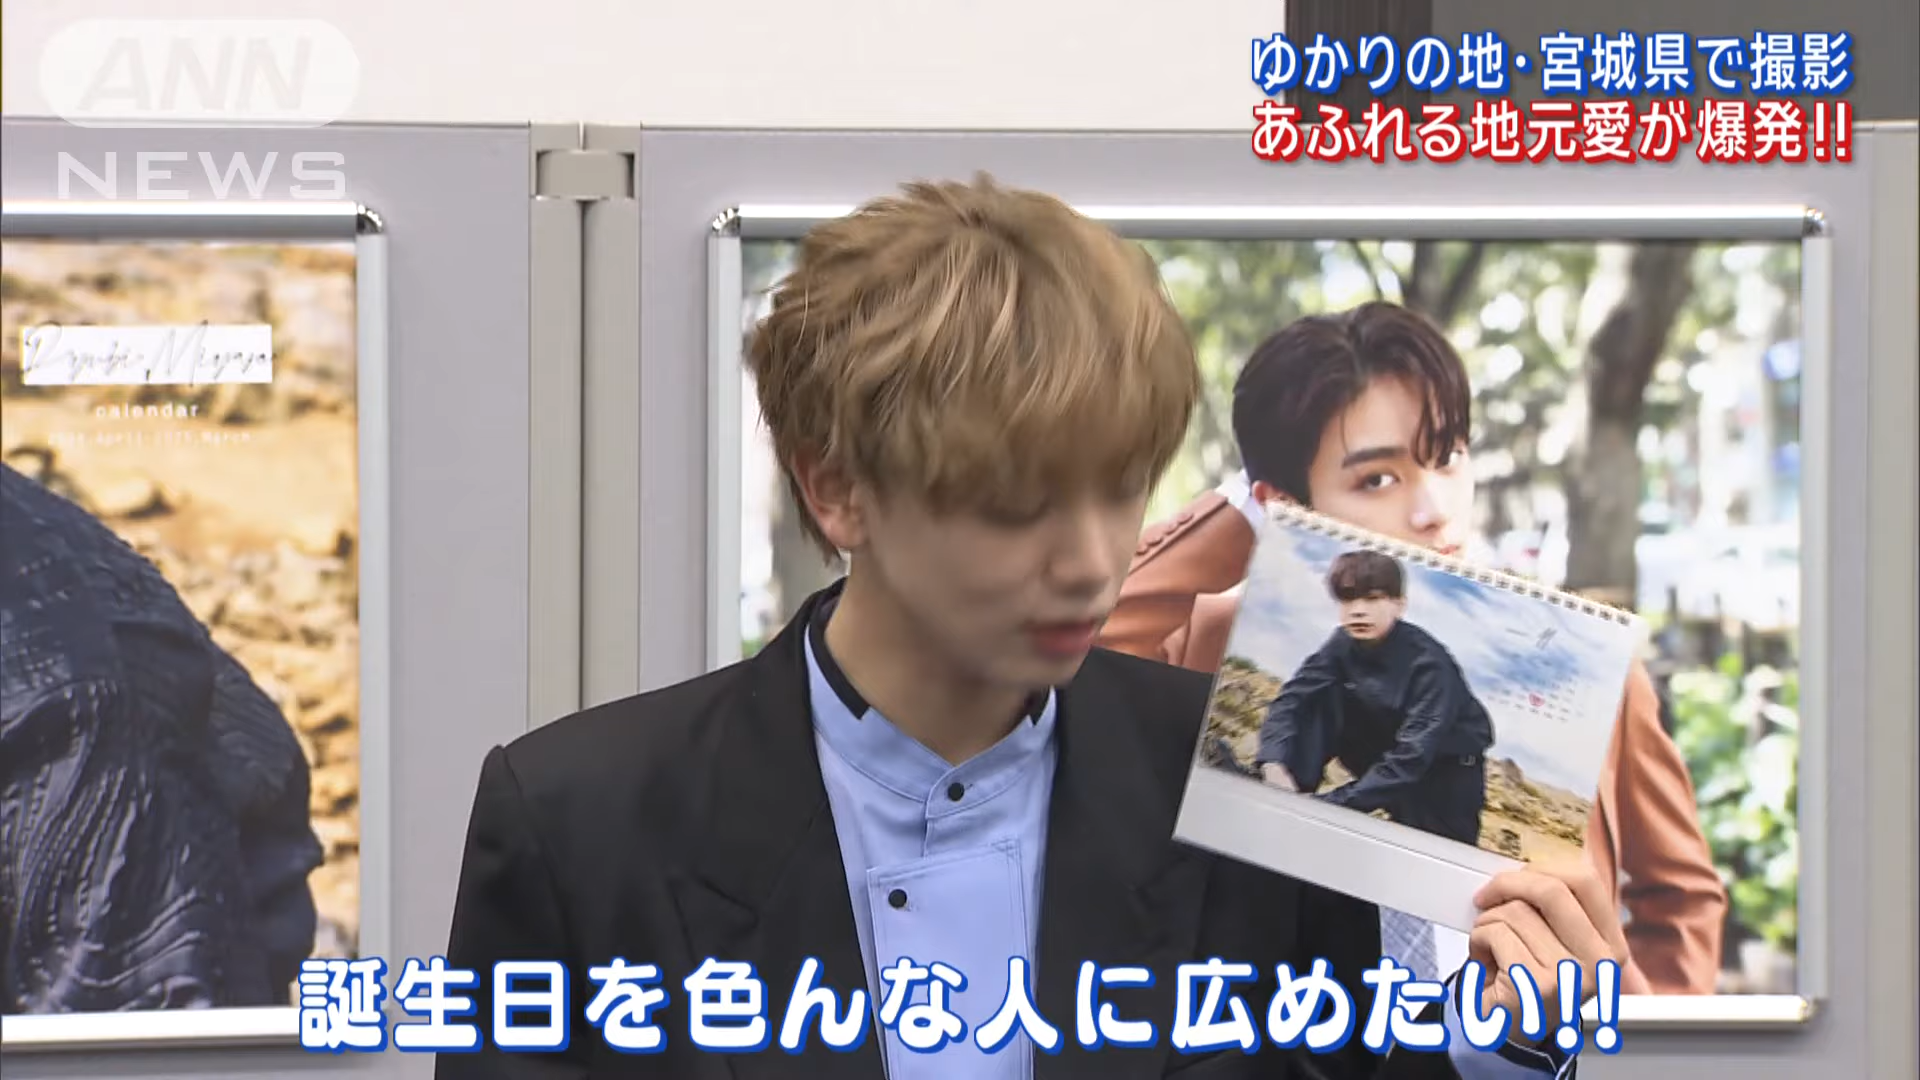 ANN
NEWS
ゆかりの地・宮城県で撮影
あふれる地元愛が爆発!!
calendar
誕生日を色んな人に広めたい!!